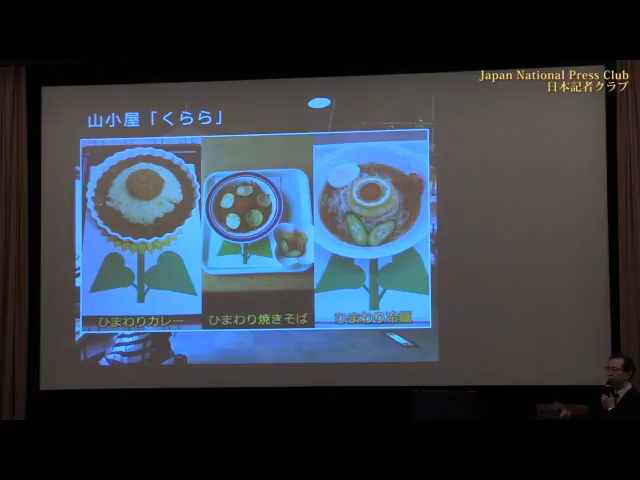 Japan National Press Club
日本記者クラブ
山小屋「くらら」
ひまわりカレー
ひまわり焼きそば
ひまわり冷麺